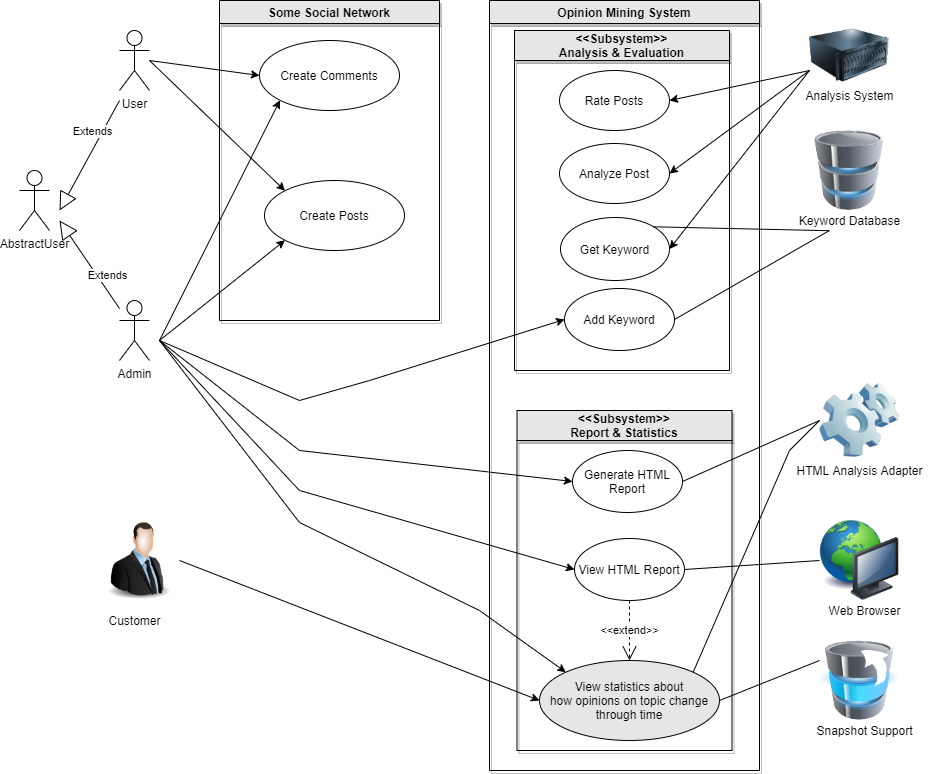 Some Social Network
Opinion Mining System
<<Subsystem>>
Analysis & Evaluation
User
Create Comments
Rate Posts
Analysis System
Extends
Analyze Post
AbstractUser
Create Posts
Keyword Database
Get Keyword
Extends
Add Keyword
Admin
<<Subsystem>>
Report & Statistics
Generate HTML
Report
HTML Analysis Adapter
View HTML Report
Web Browser
Customer
<<extend>>
View statistics about
how opinions on topic change
through time
Snapshot Support